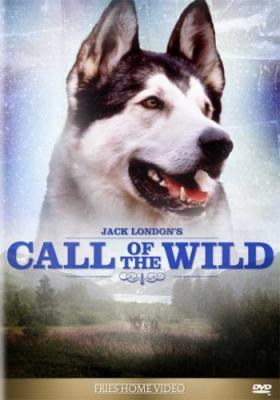 JACK LONDON'S
CALL OF THE WILD
FRIES HOME VIDEO
DVD